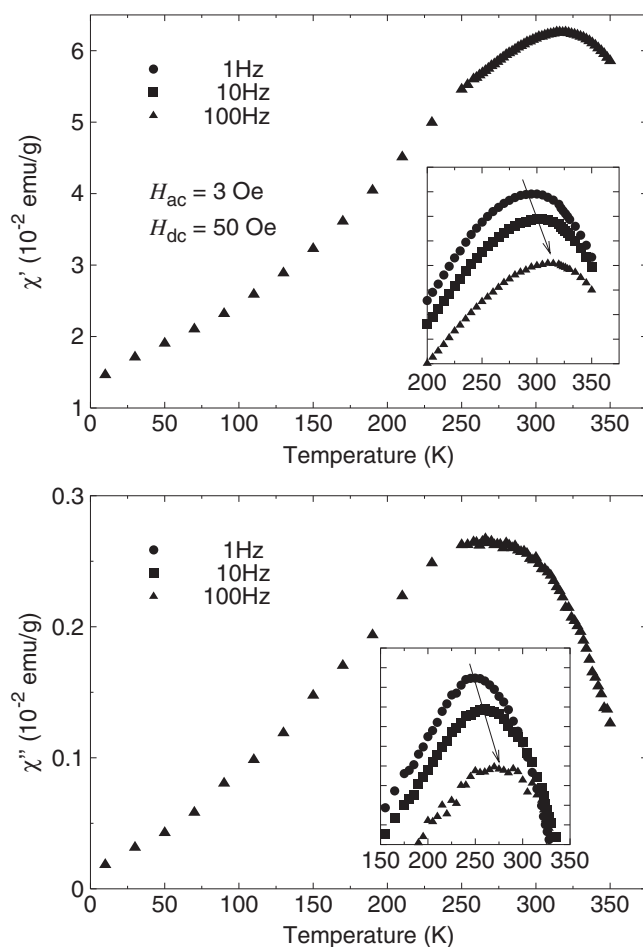 6
5
4
3
2
1
χ' (10-2 emu/g)
1Hz
10Hz
100Hz
Hac = 3 Oe
Hdc = 50 Oe
200 250 300 350
0 50 100 150 200 250 300 350
Temperature (K)
0.3
0.2
0.1
0
χ" (10-2 emu/g)
1Hz
10Hz
100Hz
150 200 250 300 350
0 50 100 150 200 250 300 350
Temperature (K)